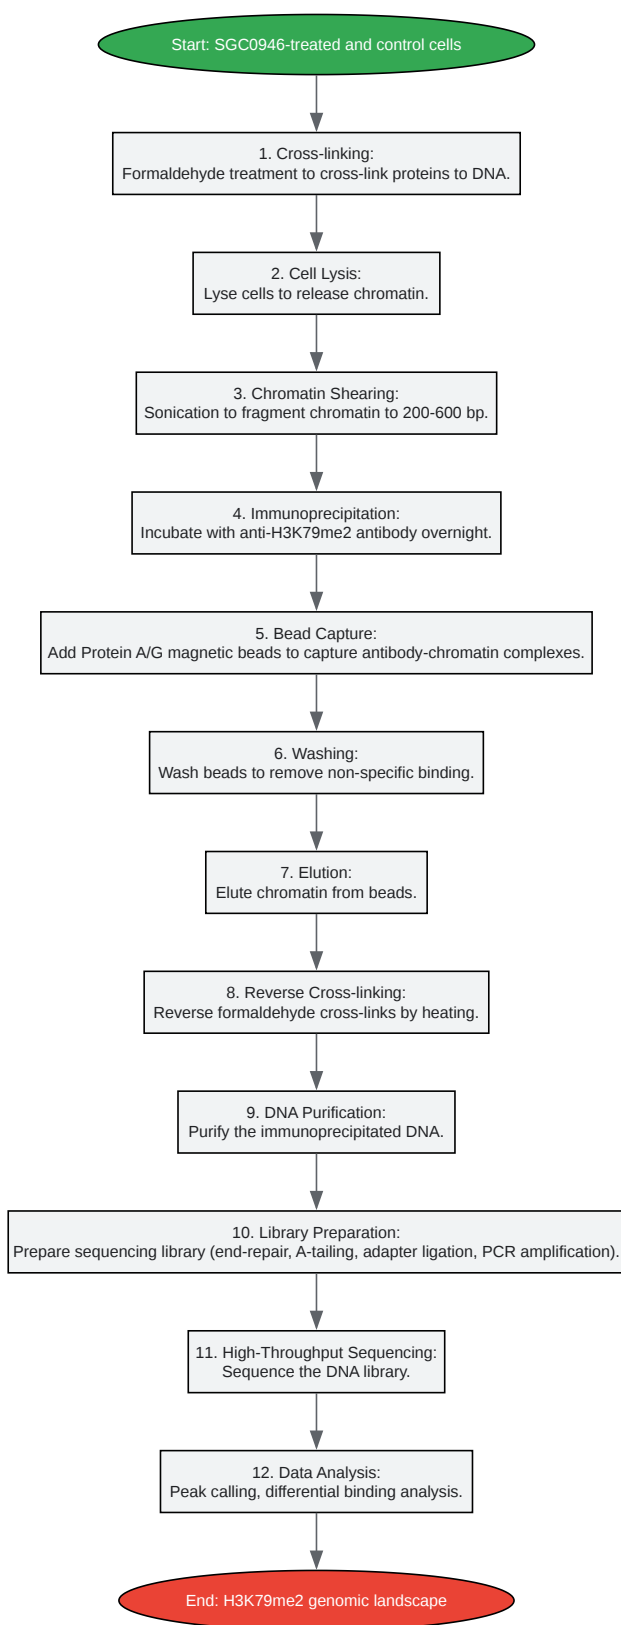 Start: SGC0946-treated and control cells
1. Cross-linking:
Formaldehyde treatment to cross-link proteins to DNA.
2. Cell Lysis:
Lyse cells to release chromatin.
3. Chromatin Shearing:
Sonication to fragment chromatin to 200-600 bp.
4. Immunoprecipitation:
Incubate with anti-H3K79me2 antibody overnight.
5. Bead Capture:
Add Protein A/G magnetic beads to capture antibody-chromatin complexes.
6. Washing:
Wash beads to remove non-specific binding.
7. Elution:
Elute chromatin from beads.
8. Reverse Cross-linking:
Reverse formaldehyde cross-links by heating.
9. DNA Purification:
Purify the immunoprecipitated DNA.
10. Library Preparation:
Prepare sequencing library (end-repair, A-tailing, adapter ligation, PCR amplification).
11. High-Throughput Sequencing:
Sequence the DNA library.
12. Data Analysis:
Peak calling, differential binding analysis.
End: H3K79me2 genomic landscape